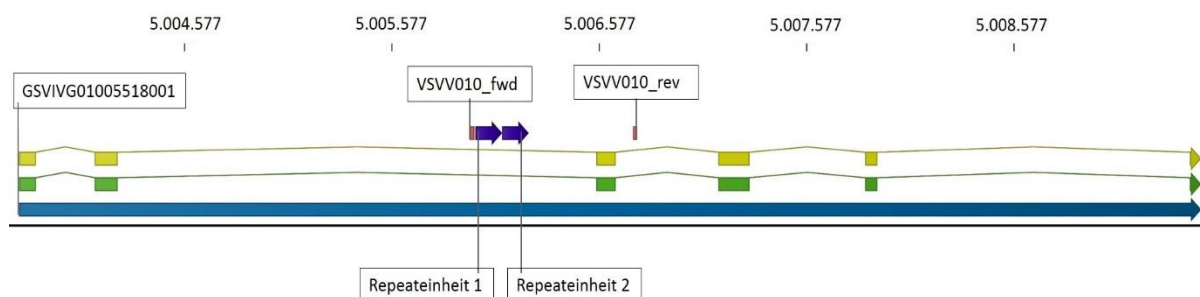 5.004.577 5.005.577 5.006.577 5.007.577 5.008.577
GSVIVG01005518001
VSVV010_fwd
VSVV010_rev
Repeateinheit 1
Repeateinheit 2